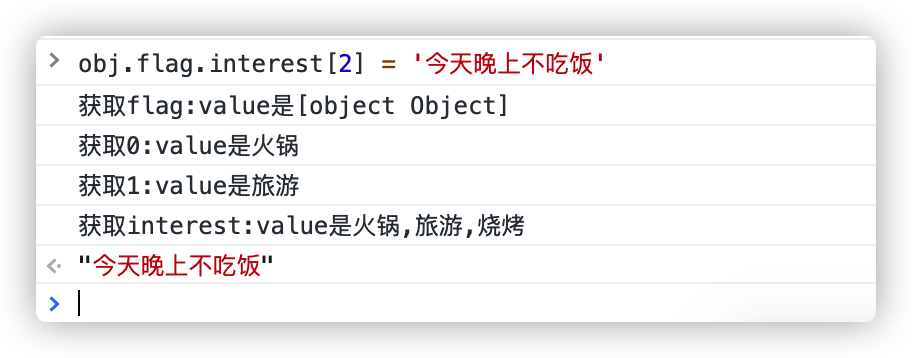 > obj.flag.interest[2] = '今天晚上不吃饭'
获取flag:value是[object Object]
获取0:value是火锅
获取1:value是旅游
获取interest:value是火锅,旅游,烧烤
"今天晚上不吃饭"
>